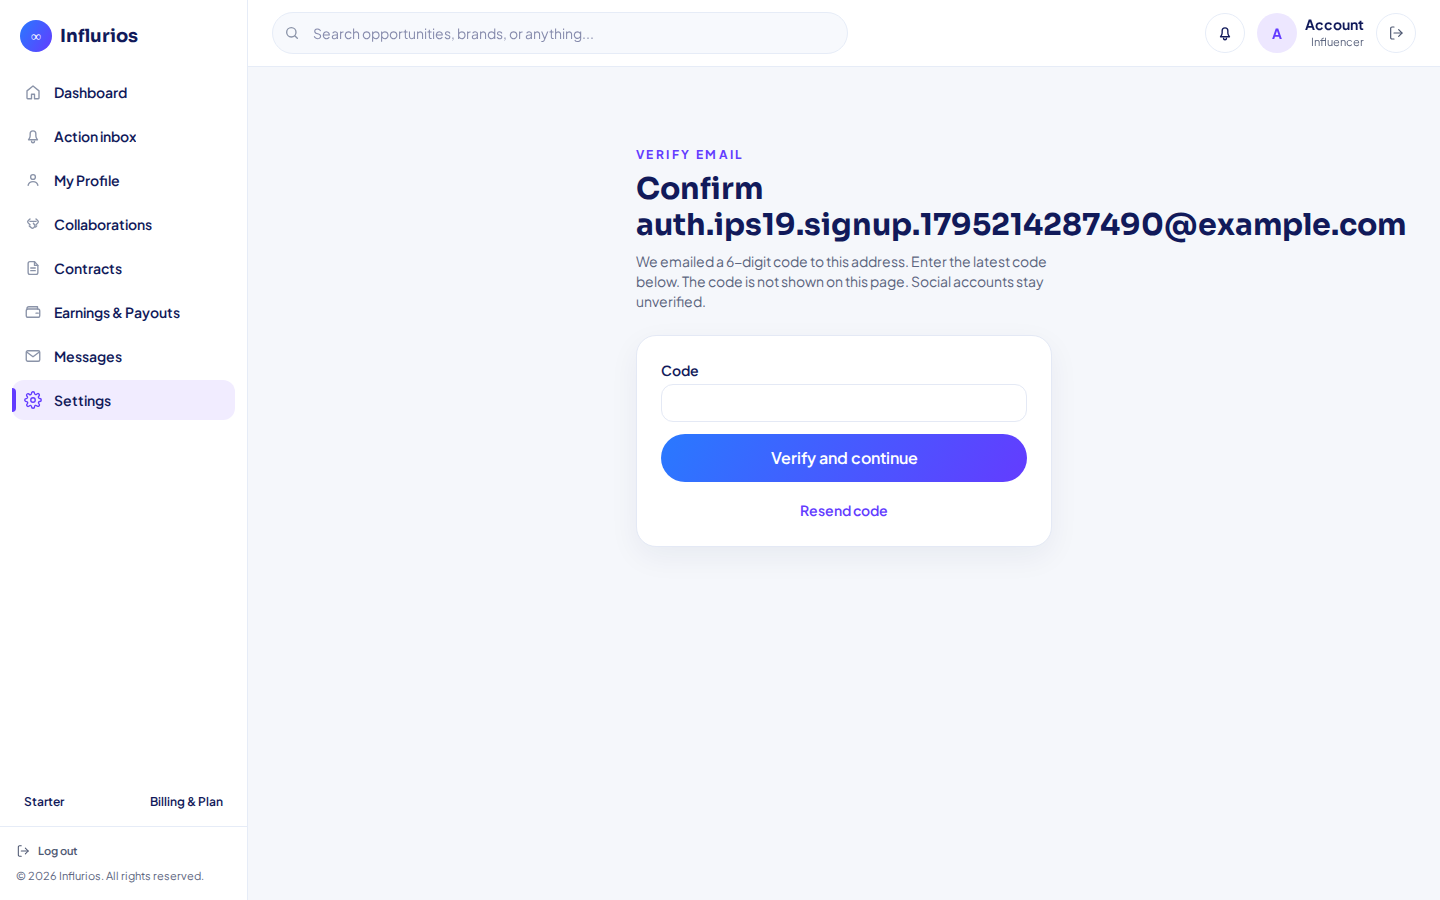 ∞ Influrios
Search opportunities, brands, or anything...
A
Account
Influencer
Dashboard
Action inbox
My Profile
Collaborations
Contracts
Earnings & Payouts
Messages
Settings
VERIFY EMAIL
Confirm
auth.ips19.signup.1795214287490@example.com
We emailed a 6-digit code to this address. Enter the latest code
below. The code is not shown on this page. Social accounts stay
unverified.
Code
Verify and continue
Resend code
Starter
Billing & Plan
Log out
© 2026 Influrios. All rights reserved.